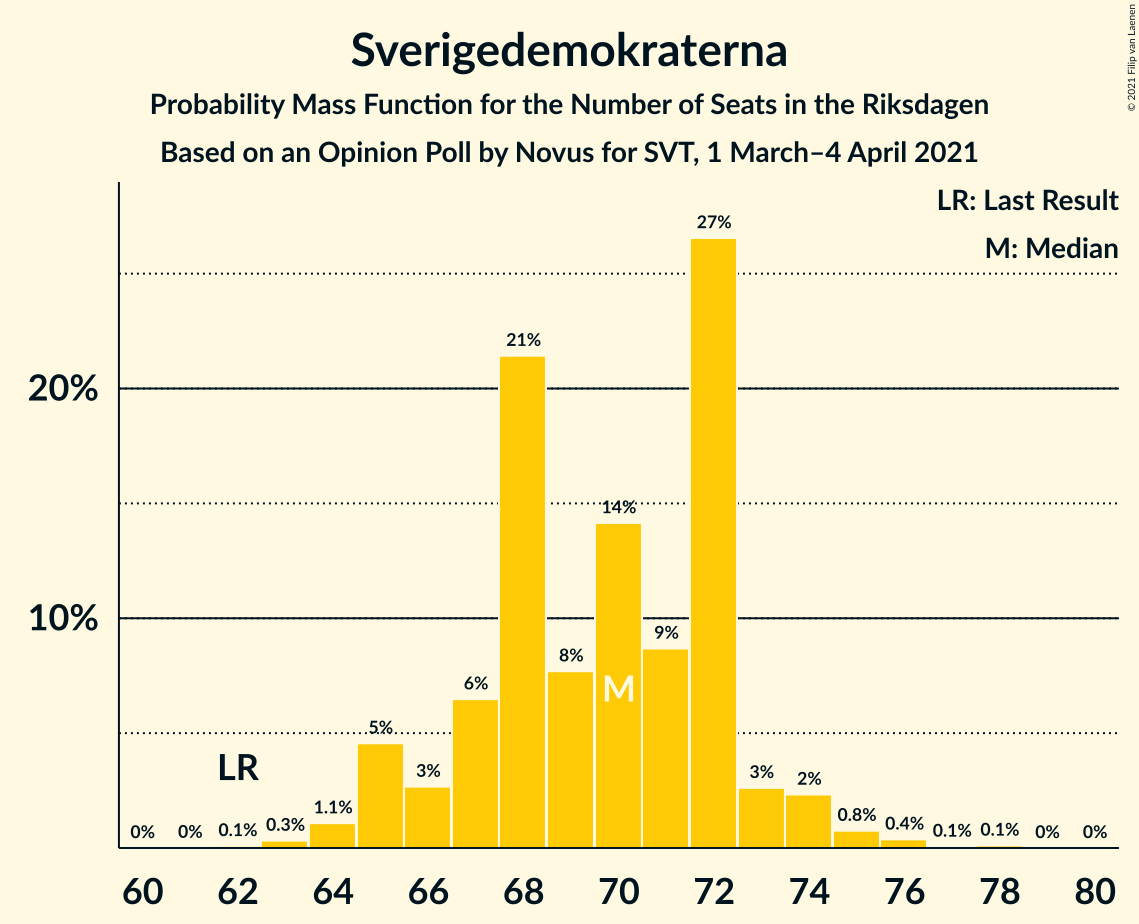 Sverigedemokraterna
Probability Mass Function for the Number of Seats in the Riksdagen
Based on an Opinion Poll by Novus for SVT, 1 March–4 April 2021
© 2021 Filip van Laenen
LR: Last Result
M: Median
20%
10%
0% 0% 0.1% 0.3% 1.1% 5% 3% 6% 21% 8% 14% 9% 27% 3% 2% 0.8% 0.4% 0.1% 0.1% 0% 0%
LR
M
60 62 64 66 68 70 72 74 76 78 80